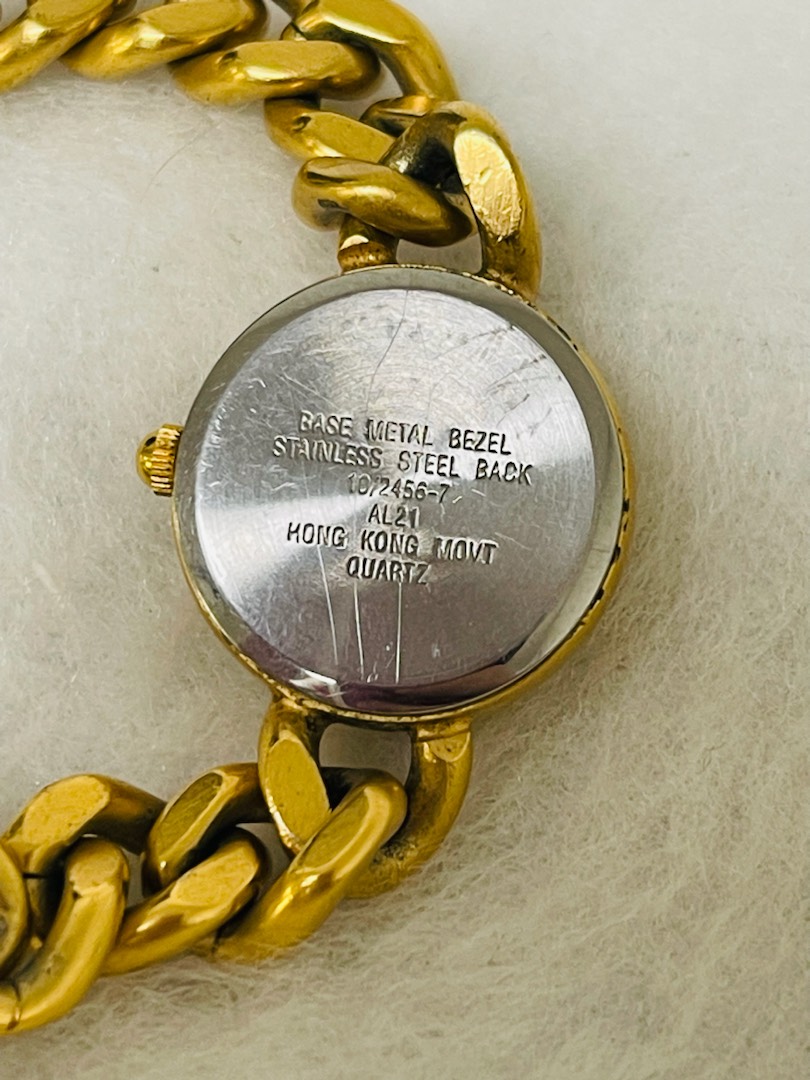 BASE METAL BEZEL
STAINLESS STEEL BACK
10/2456-7
AL21
HONG KONG MOVT
QUARTZ